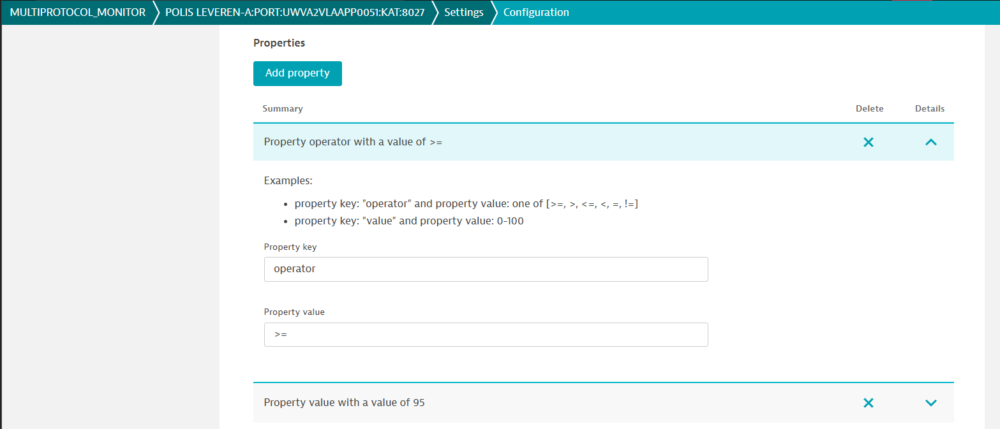 MULTIPROTOCOL_MONITOR POLIS LEVEREN-A:PORT:UWVA2VLAAPP0051:KAT:8027 Settings Configuration
Properties
Add property
Summary Delete Details
Property operator with a value of >=
Examples:
• property key: "operator" and property value: one of [>=, >, <=, <, =, !=]
• property key: "value" and property value: 0-100
Property key
operator
Property value
>=
Property value with a value of 95